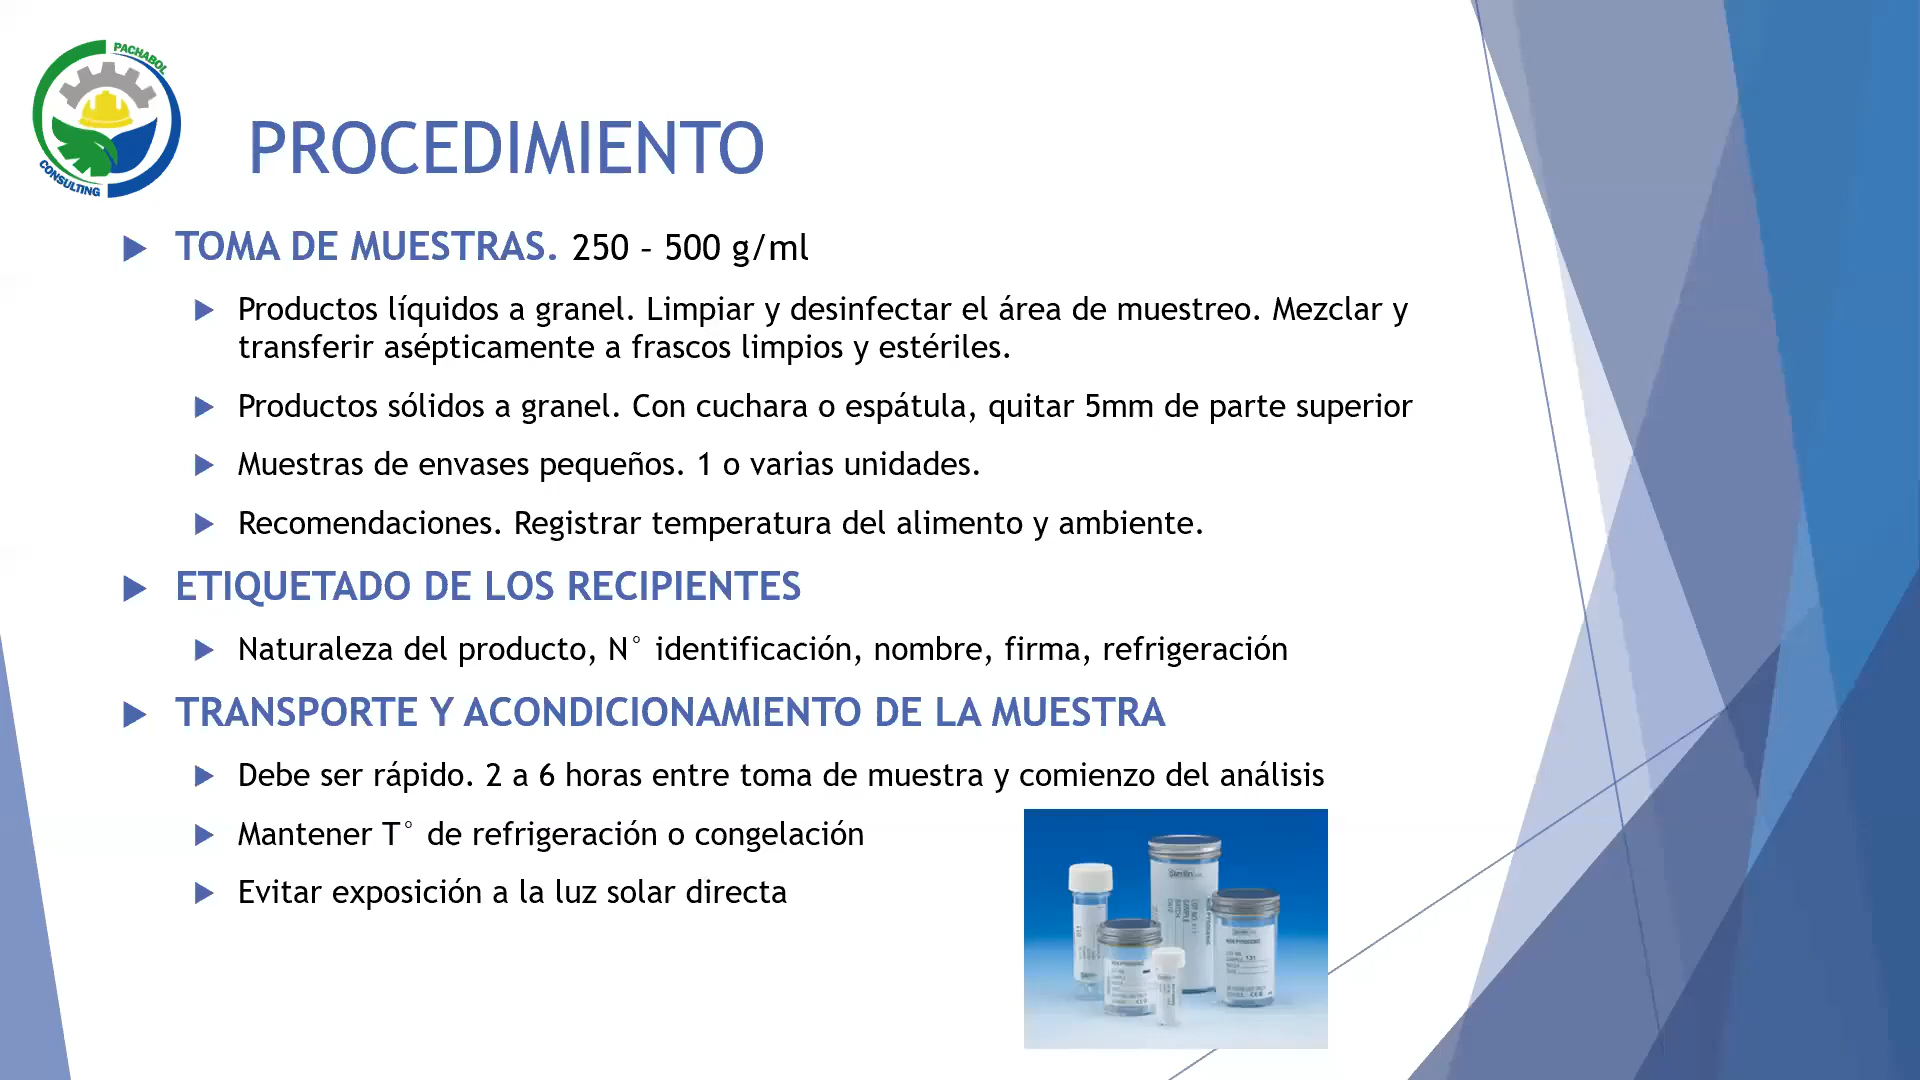 PACHABOL
CONSULTING
PROCEDIMIENTO
TOMA DE MUESTRAS. 250 – 500 g/ml
Productos líquidos a granel. Limpiar y desinfectar el área de muestreo. Mezclar y
transferir asépticamente a frascos limpios y estériles.
Productos sólidos a granel. Con cuchara o espátula, quitar 5mm de parte superior
Muestras de envases pequeños. 1 o varias unidades.
Recomendaciones. Registrar temperatura del alimento y ambiente.
ETIQUETADO DE LOS RECIPIENTES
Naturaleza del producto, N° identificación, nombre, firma, refrigeración
TRANSPORTE Y ACONDICIONAMIENTO DE LA MUESTRA
Debe ser rápido. 2 a 6 horas entre toma de muestra y comienzo del análisis
Mantener T° de refrigeración o congelación
Evitar exposición a la luz solar directa